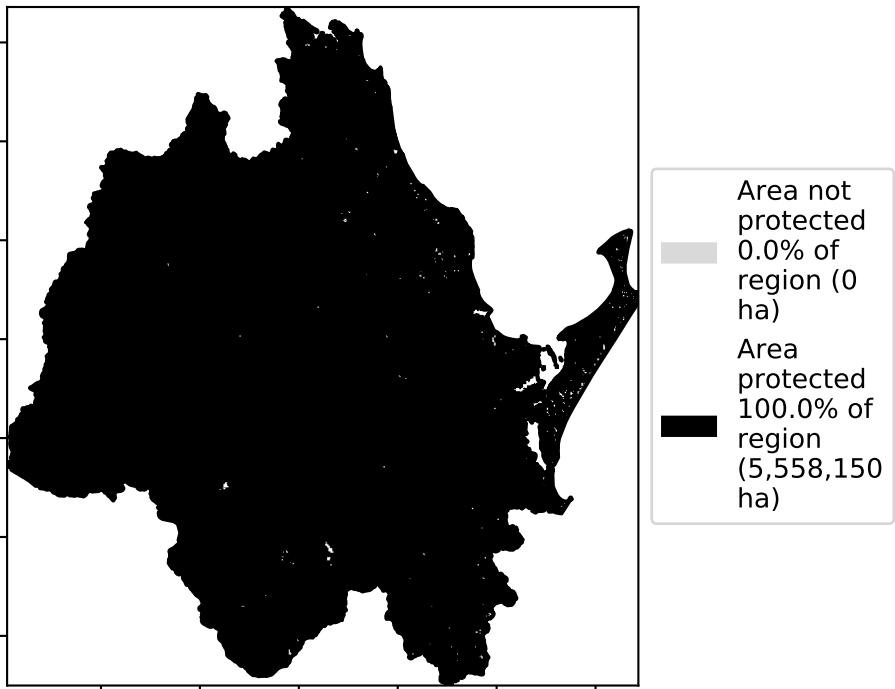 Area not
protected
0.0% of
region (0
ha)
Area
protected
100.0% of
region
(5,558,150
ha)